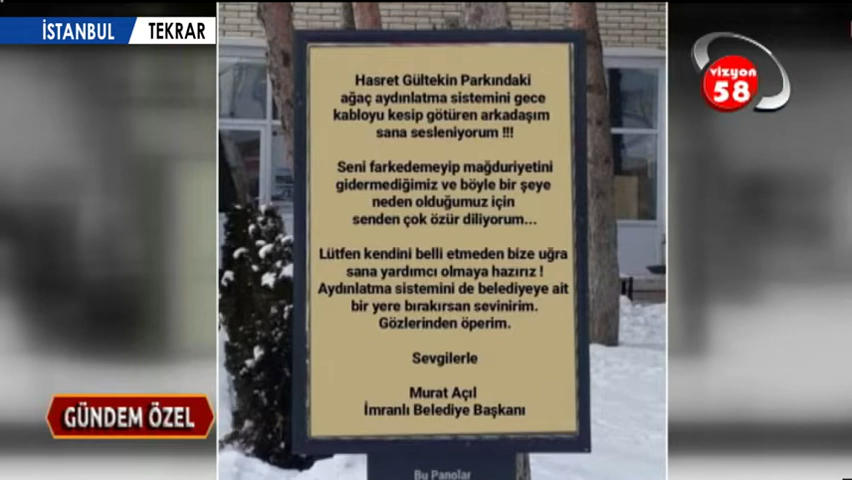 İSTANBUL TEKRAR
vizyon
58
Hasret Gültekin Parkındaki
ağaç aydınlatma sistemini gece
kabloyu kesip götüren arkadaşım
sana sesleniyorum !!!
Seni farkedemeyip mağduriyetini
gidermediğimiz ve böyle bir şeye
neden olduğumuz için
senden çok özür diliyorum...
Lütfen kendini belli etmeden bize uğra
sana yardımcı olmaya hazırız !
Aydınlatma sistemini de belediyeye ait
bir yere bırakırsan sevinirim.
Gözlerinden öperim.
Sevgilerle
Murat Açıl
İmranlı Belediye Başkanı
GÜNDEM ÖZEL
Bu Panolar